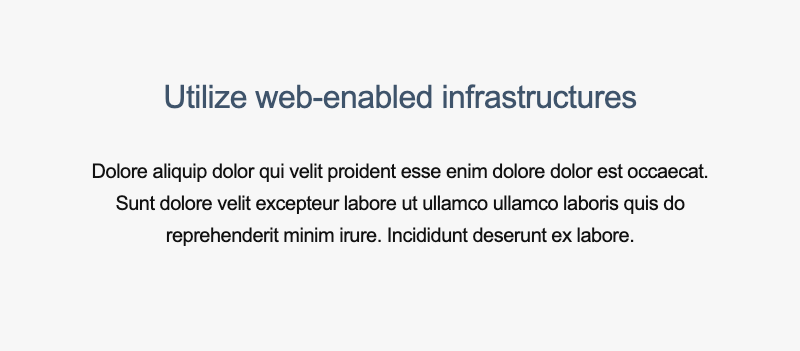 Utilize web-enabled infrastructures
Dolore aliquip dolor qui velit proident esse enim dolore dolor est occaecat.
Sunt dolore velit excepteur labore ut ullamco ullamco laboris quis do
reprehenderit minim irure. Incididunt deserunt ex labore.